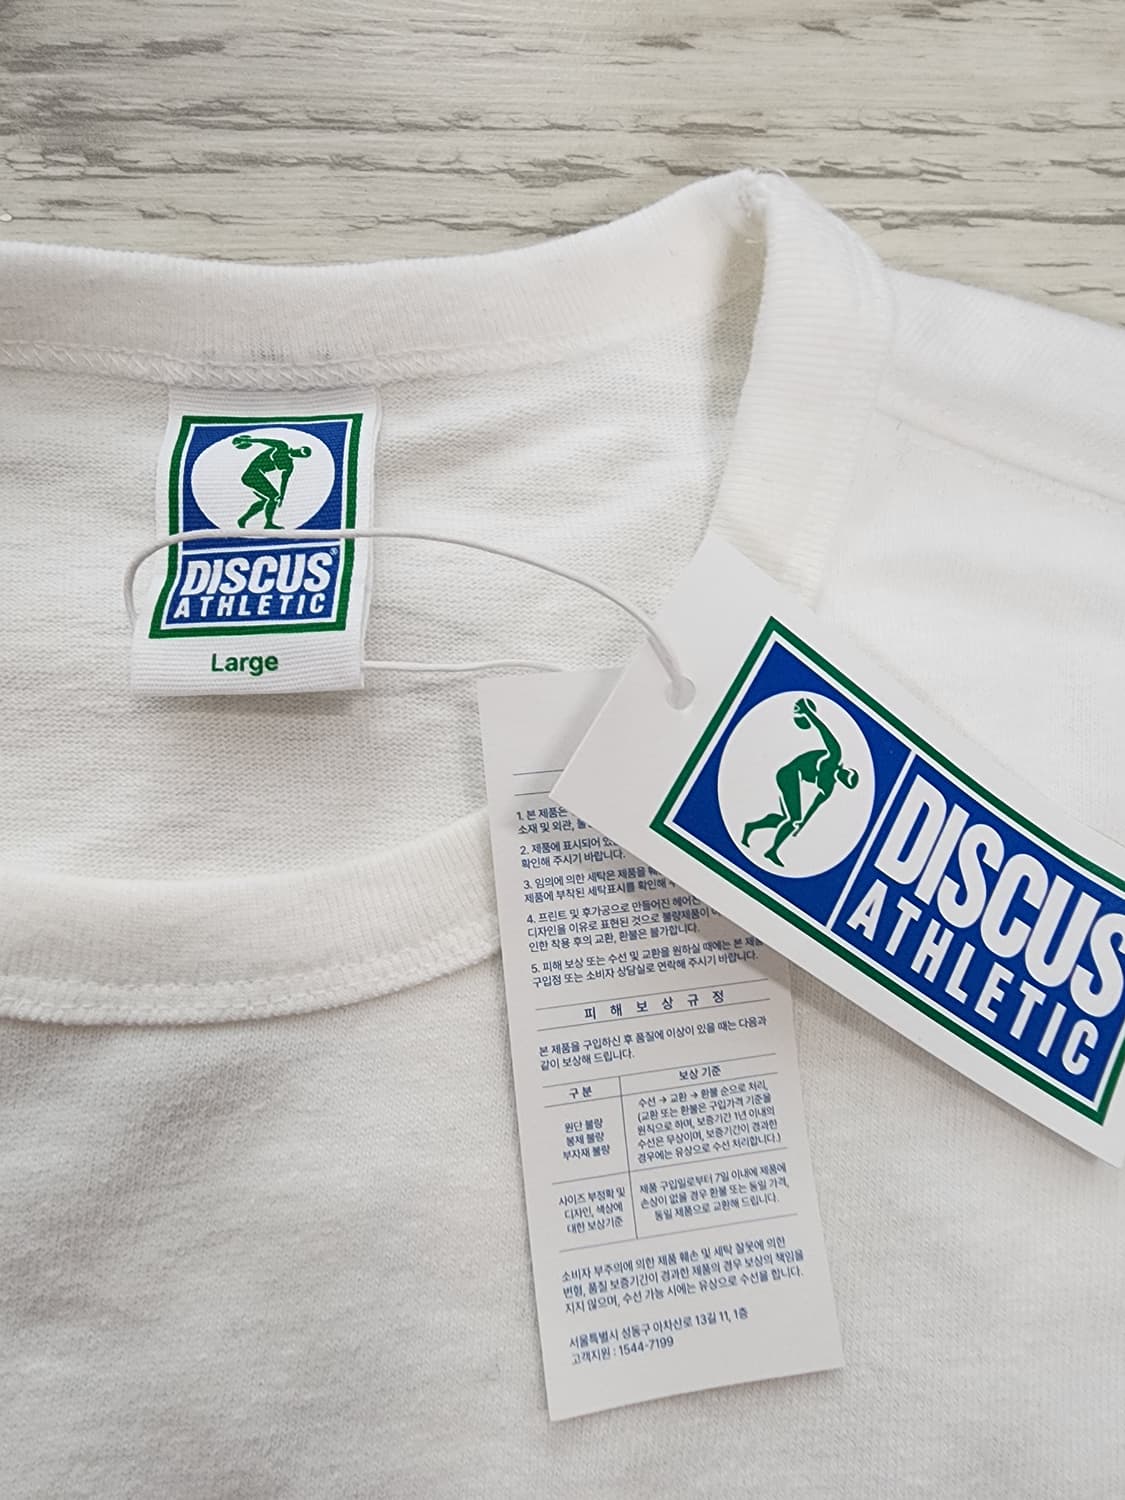 DISCUS®
ATHLETIC
Large
DISCUS
ATHLETIC
1. 본 제품은
소재 및 외관,
2. 제품에 표시되어
확인해 주시기 바랍니다.
3. 임의에 의한 세탁은 제품을
제품에 부착된 세탁표시를 확인해
4. 프린트 및 후가공으로 만들어진
디자인을 이유로 표현된 것으로 불량제품이
인한 착용 후의 교환, 환불은 불가합니다.
5. 피해 보상 또는 수선 및 교환을 원하실 때에는 본 제품
구입점 또는 소비자 상담실로 연락해 주시기 바랍니다.
피 해 보 상 규 정
본 제품을 구입하신 후 품질에 이상이 있을 때는 다음과
같이 보상해 드립니다.
구 분 보상 기준
원단 불량
봉제 불량
부자재 불량
수선 → 교환 → 환불 순으로 처리,
(교환 또는 환불은 구입가격 기준을
원칙으로 하며, 보증기간 1년 이내의
수선은 무상이며, 보증기간이 경과한
경우에는 유상으로 수선 처리합니다.)
사이즈 부정확 및
디자인, 색상에
대한 보상기준
제품 구입일로부터 7일 이내에 제품에
손상이 없을 경우 환불 또는 동일 가격,
동일 제품으로 교환해 드립니다.
소비자 부주의에 의한 제품 훼손 및 세탁 잘못에 의한
변형, 품질 보증기간이 경과한 제품의 경우 보상의 책임을
지지 않으며, 수선 가능 시에는 유상으로 수선을 합니다.
서울특별시 성동구 아차산로 13길 11, 1층
고객지원 : 1544-7199